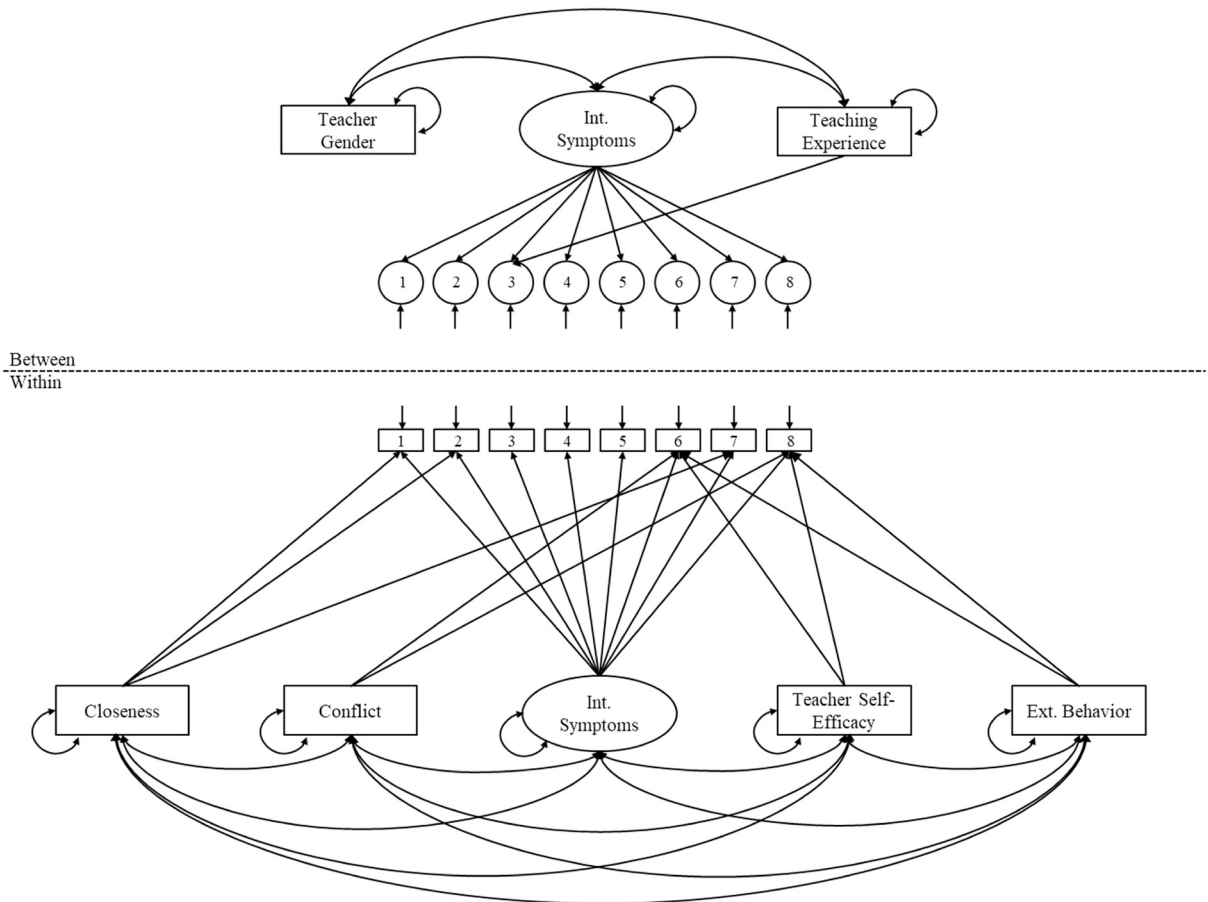 Teacher
Gender
Int.
Symptoms
Teaching
Experience
1 2 3 4 5 6 7 8
Between
Within
1 2 3 4 5 6 7 8
Closeness
Conflict
Int.
Symptoms
Teacher Self-
Efficacy
Ext. Behavior